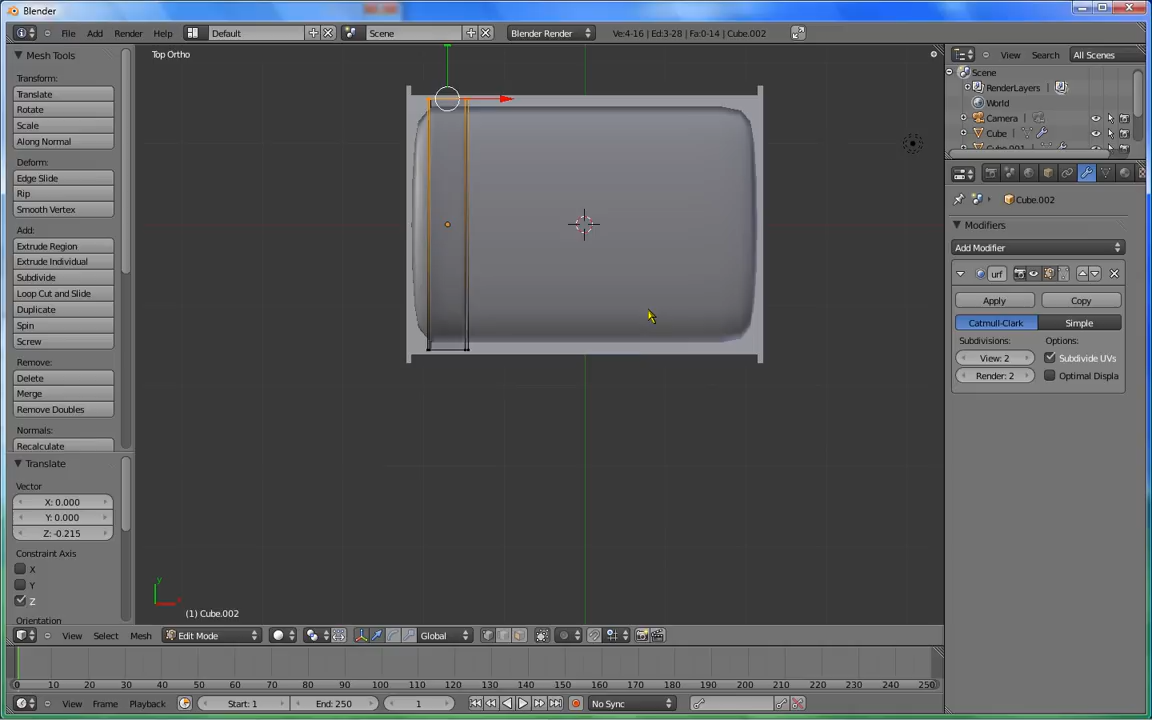 Blender
File Add Render Help Default Scene Blender Render Ve:4-16 | Ed:3-28 | Fa:0-14 | Cube.002
Mesh Tools
Transform:
Translate
Rotate
Scale
Along Normal
Deform:
Edge Slide
Rip
Smooth Vertex
Add:
Extrude Region
Extrude Individual
Subdivide
Loop Cut and Slide
Duplicate
Spin
Screw
Remove:
Delete
Merge
Remove Doubles
Normals:
Recalculate
Translate
Vector
X: 0.000
Y: 0.000
Z: -0.215
Constraint Axis
X
Y
Z
Orientation
Top Ortho
y
(1) Cube.002
View Search All Scenes
Scene
RenderLayers
World
Camera
Cube
Cube.001
Cube.002
Modifiers
Add Modifier
urf
Apply Copy
Catmull-Clark Simple
Subdivisions: Options:
View: 2 Subdivide UVs
Render: 2 Optimal Displa
View Select Mesh Edit Mode Global
0 10 20 30 40 50 60 70 80 90 100 110 120 130 140 150 160 170 180 190 200 210 220 230 240 250
View Frame Playback Start: 1 End: 250 1 No Sync